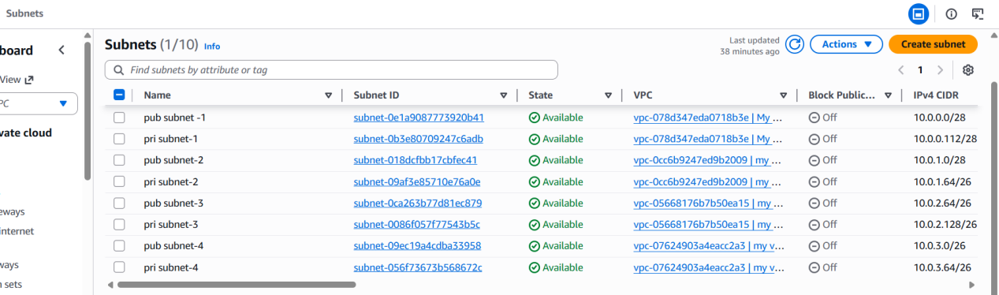 Subnets
board
Subnets (1/10) Info
Last updated
38 minutes ago
Actions
Create subnet
View
PC
Find subnets by attribute or tag
1
Name
Subnet ID
State
VPC
Block Public...
IPv4 CIDR
vate cloud
pub subnet -1 subnet-0e1a9087773920b41 Available vpc-078d347eda0718b3e | My ... Off 10.0.0.0/28
pri subnet-1 subnet-0b3e80709247c6adb Available vpc-078d347eda0718b3e | My ... Off 10.0.0.112/28
pub subnet-2 subnet-018dcfbb17cbfec41 Available vpc-0cc6b9247ed9b2009 | my ... Off 10.0.1.0/28
pri subnet-2 subnet-09af3e85710e76a0e Available vpc-0cc6b9247ed9b2009 | my ... Off 10.0.1.64/26
pub subnet-3 subnet-0ca263b77d81ec879 Available vpc-05668176b7b50ea15 | my ... Off 10.0.2.64/26
eways
pri subnet-3 subnet-0086f057f77543b5c Available vpc-05668176b7b50ea15 | my ... Off 10.0.2.128/26
internet
pub subnet-4 subnet-09ec19a4cdba33958 Available vpc-07624903a4eacc2a3 | my v... Off 10.0.3.0/26
ways
pri subnet-4 subnet-056f73673b568672c Available vpc-07624903a4eacc2a3 | my v... Off 10.0.3.64/26
sets